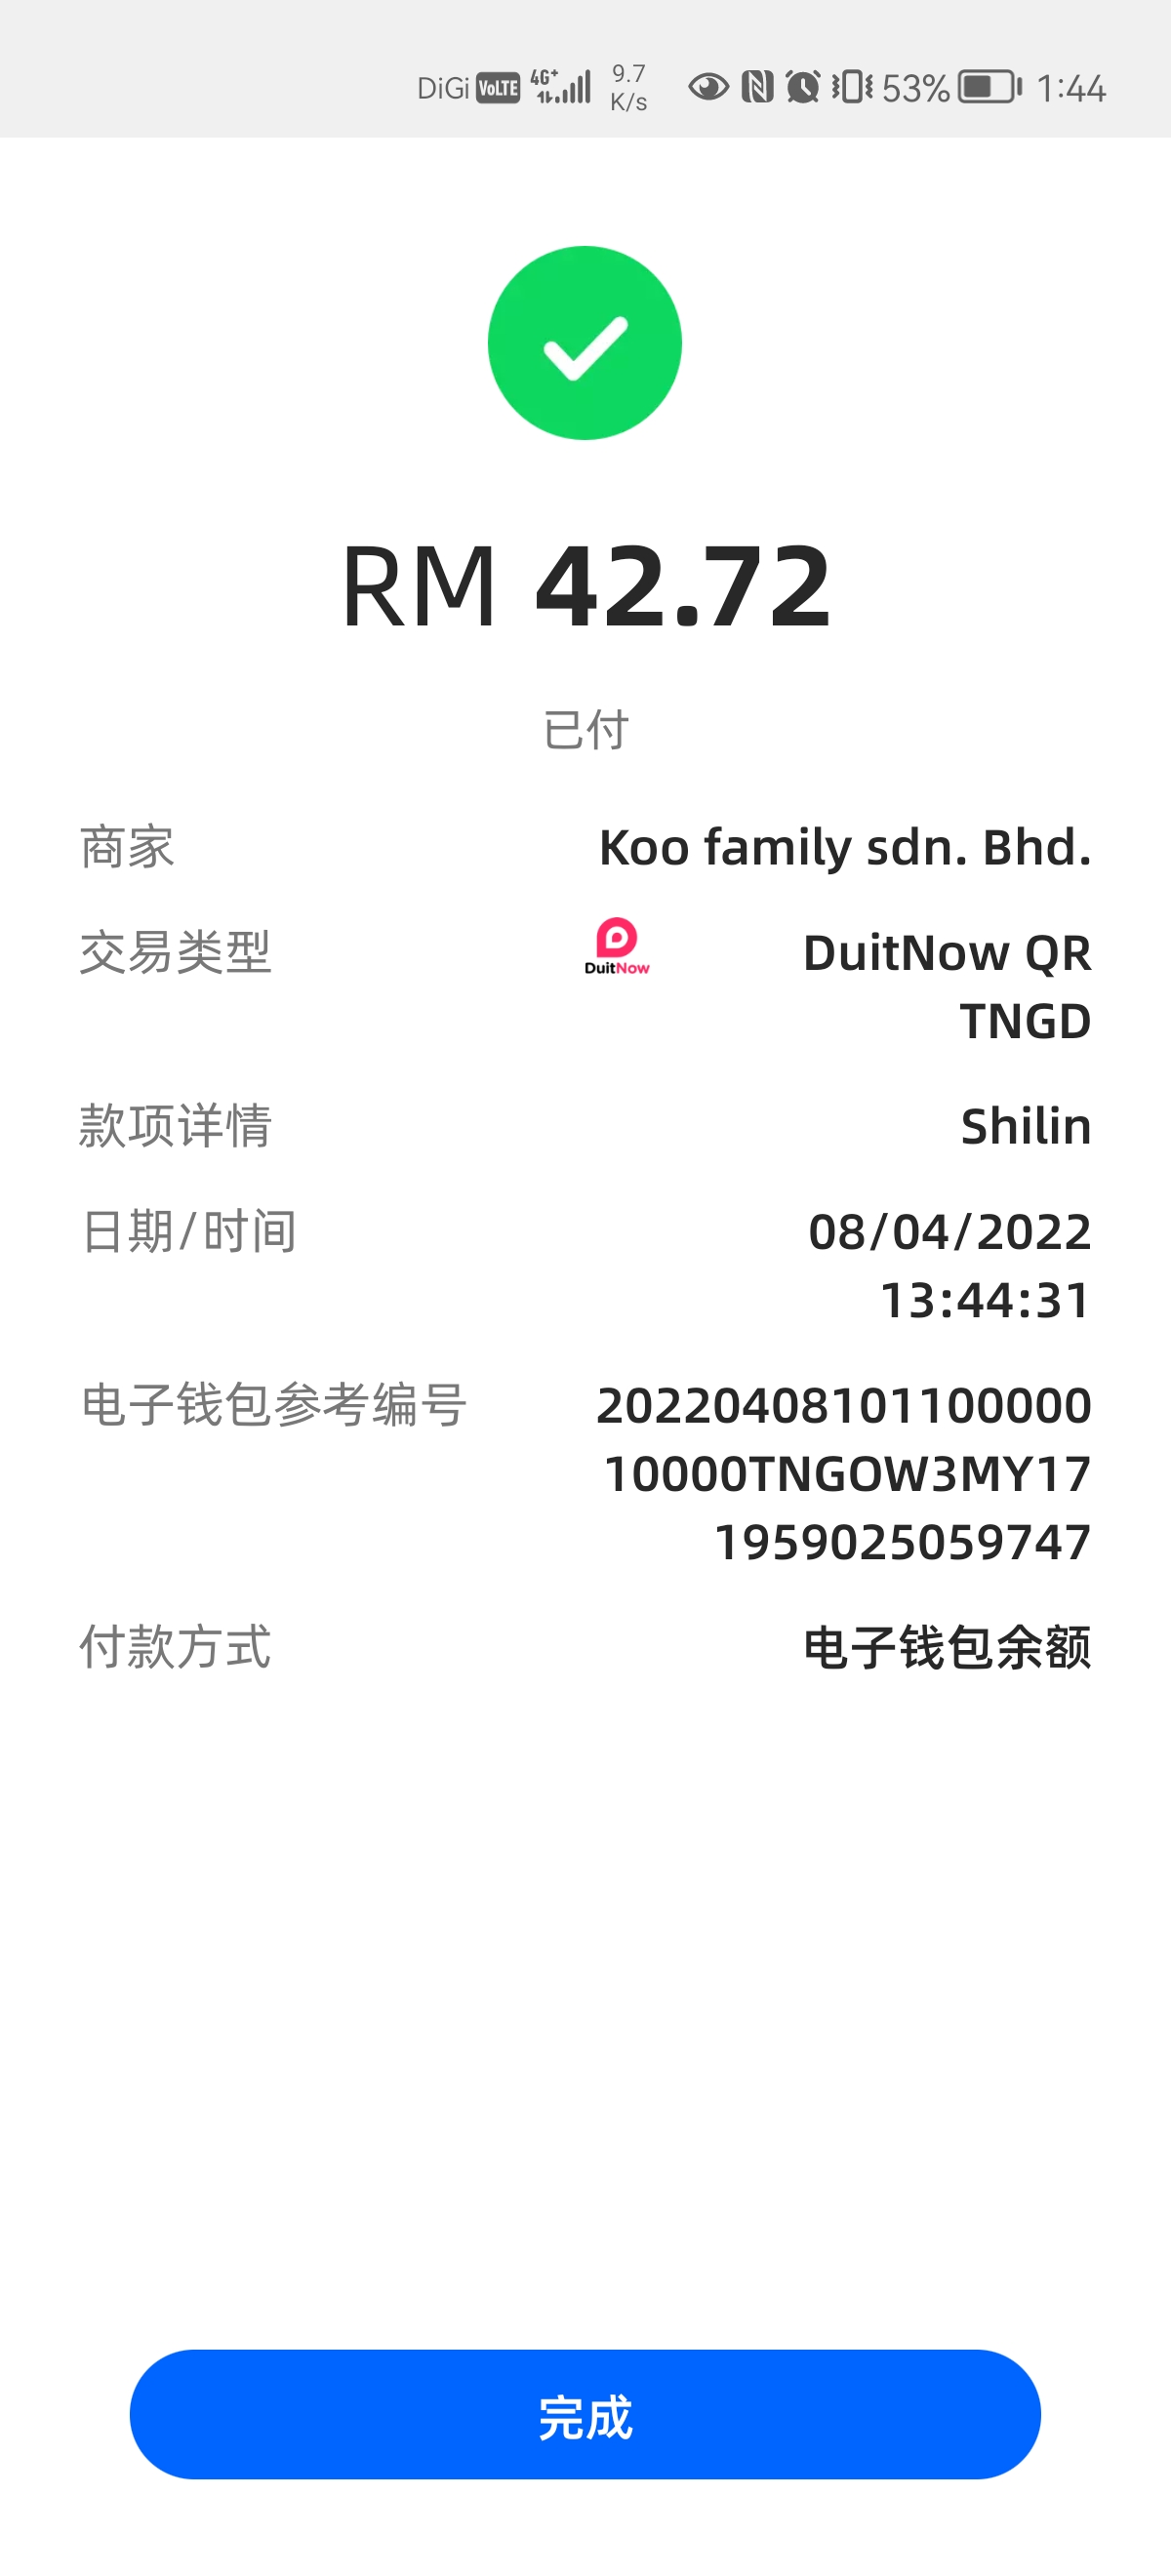 DiGi VoLTE 4G+ 9.7 K/s 53% 1:44
RM 42.72
已付
商家 Koo family sdn. Bhd.
交易类型 DuitNow DuitNow QR
TNGD
款项详情 Shilin
日期/时间 08/04/2022
13:44:31
电子钱包参考编号 20220408101100000
10000TNGOW3MY17
1959025059747
付款方式 电子钱包余额
完成